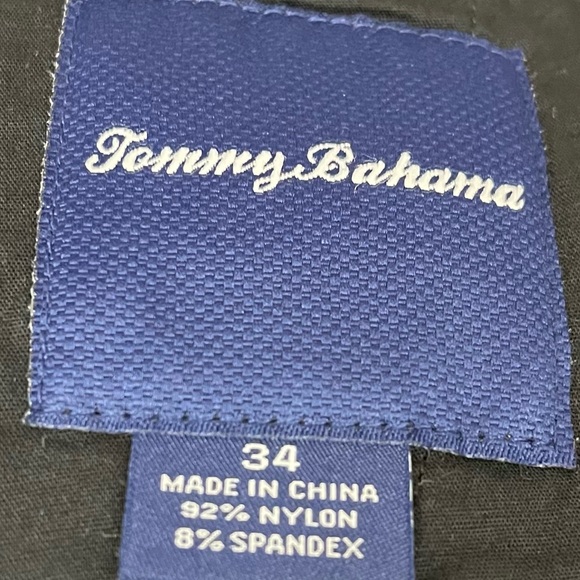 Tommy Bahama
34
MADE IN CHINA
92% NYLON
8% SPANDEX